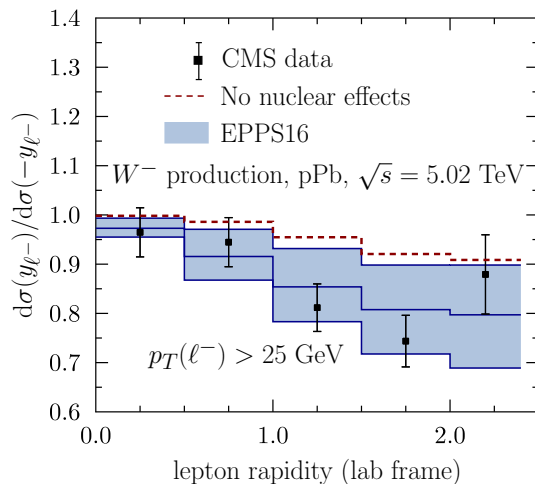 1.4
1.3
1.2
1.1
1.0
0.9
0.8
0.7
0.6
dσ(y_{ℓ⁻})/dσ(−y_{ℓ⁻})
CMS data
No nuclear effects
EPPS16
W⁻ production, pPb, √s = 5.02 TeV
p_T(ℓ⁻) > 25 GeV
0.0 1.0 2.0
lepton rapidity (lab frame)